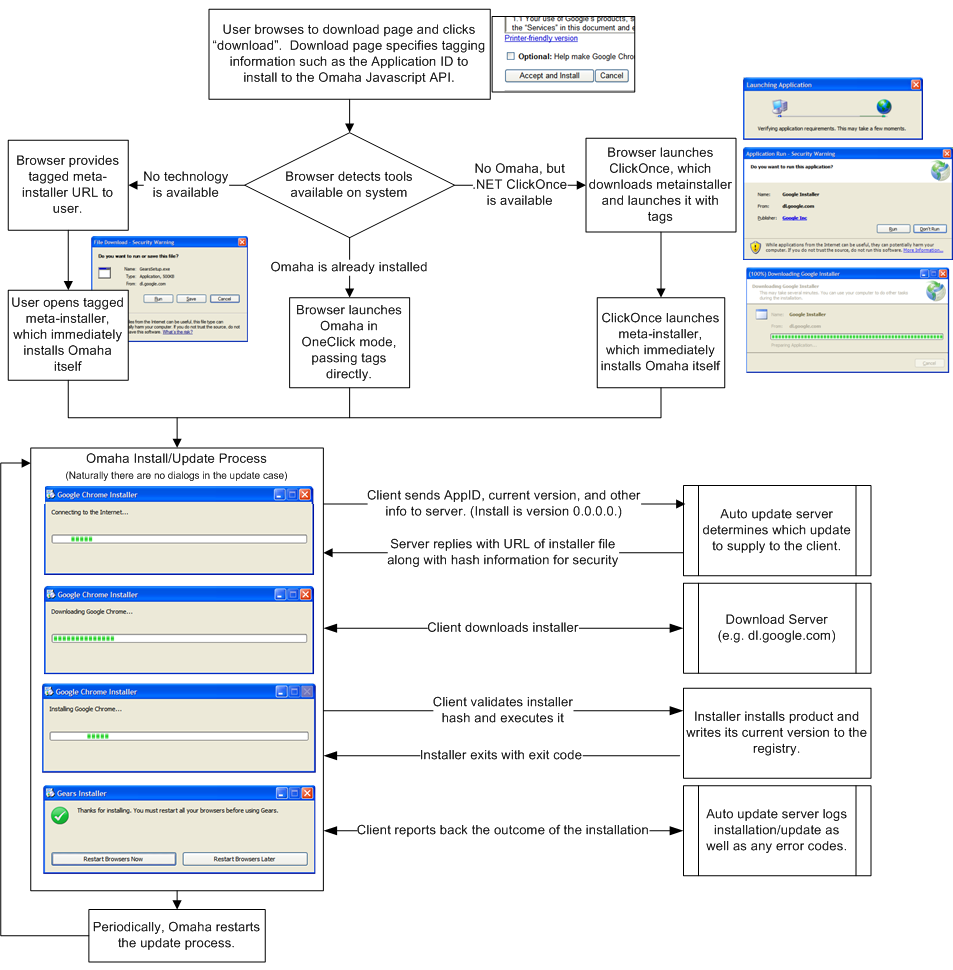 User browses to download page and clicks
“download”. Download page specifies tagging
information such as the Application ID to
install to the Omaha Javascript API.
1.1 Your use of Google's products, s
the “Services”) in this document and e
Printer-friendly version
Optional: Help make Google Chro
Accept and Install
Cancel
Launching Application
Verifying application requirements. This may take a few moments.
Browser provides
tagged meta-
installer URL to
user.
No technology
is available
Browser detects tools
available on system
No Omaha, but
.NET ClickOnce
is available
Browser launches
ClickOnce, which
downloads metainstaller
and launches it with
tags
Application Run - Security Warning
Do you want to run this application?
Name:
Google Installer
From:
dl.google.com
Publisher:
Google Inc
Run
Don't Run
While applications from the Internet can be useful, they can potentially harm your
computer. If you do not trust the source, do not run this software. More Information...
File Download - Security Warning
Do you want to run or save this file?
Name: GearsSetup.exe
Type: Application, 500KB
From: dl.google.com
Run
Save
Cancel
files from the Internet can be useful, this file type can
ally harm your computer. If you do not trust the source, do not
ave this software. What's the risk?
Omaha is already installed
User opens tagged
meta-installer,
which immediately
installs Omaha
itself
Browser launches
Omaha in
OneClick mode,
passing tags
directly.
ClickOnce launches
meta-installer,
which immediately
installs Omaha itself
(100%) Downloading Google Installer
Downloading Google Installer
This may take several minutes. You can use your computer to do other tasks
during the installation.
Name:
Google Installer
From:
dl.google.com
Preparing Application...
Cancel
Omaha Install/Update Process
(Naturally there are no dialogs in the update case)
Google Chrome Installer
Connecting to the Internet...
Client sends AppID, current version, and other
info to server. (Install is version 0.0.0.0.)
Server replies with URL of installer file
along with hash information for security
Auto update server
determines which update
to supply to the client.
Google Chrome Installer
Downloading Google Chrome...
Client downloads installer
Download Server
(e.g. dl.google.com)
Google Chrome Installer
Installing Google Chrome...
Client validates installer
hash and executes it
Installer exits with exit code
Installer installs product and
writes its current version to the
registry.
Gears Installer
Thanks for installing. You must restart all your browsers before using Gears.
Restart Browsers Now
Restart Browsers Later
Client reports back the outcome of the installation
Auto update server logs
installation/update as
well as any error codes.
Periodically, Omaha restarts
the update process.